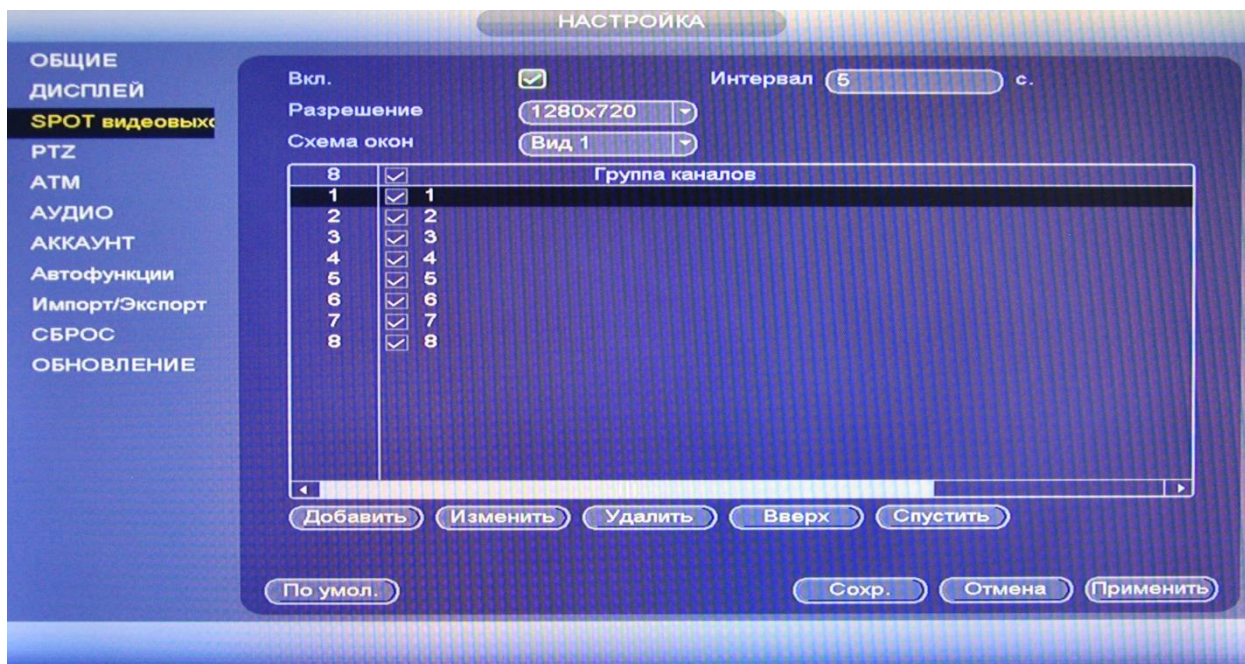 НАСТРОЙКА
ОБЩИЕ
ДИСПЛЕЙ
SPOT видеовыхо
PTZ
ATM
АУДИО
АККАУНТ
Автофункции
Импорт/Экспорт
СБРОС
ОБНОВЛЕНИЕ
Вкл. Интервал 5 с.
Разрешение 1280x720
Схема окон Вид 1
8 Группа каналов
1 1
2 2
3 3
4 4
5 5
6 6
7 7
8 8
Добавить Изменить Удалить Вверх Спустить
По умол. Сохр. Отмена Применить